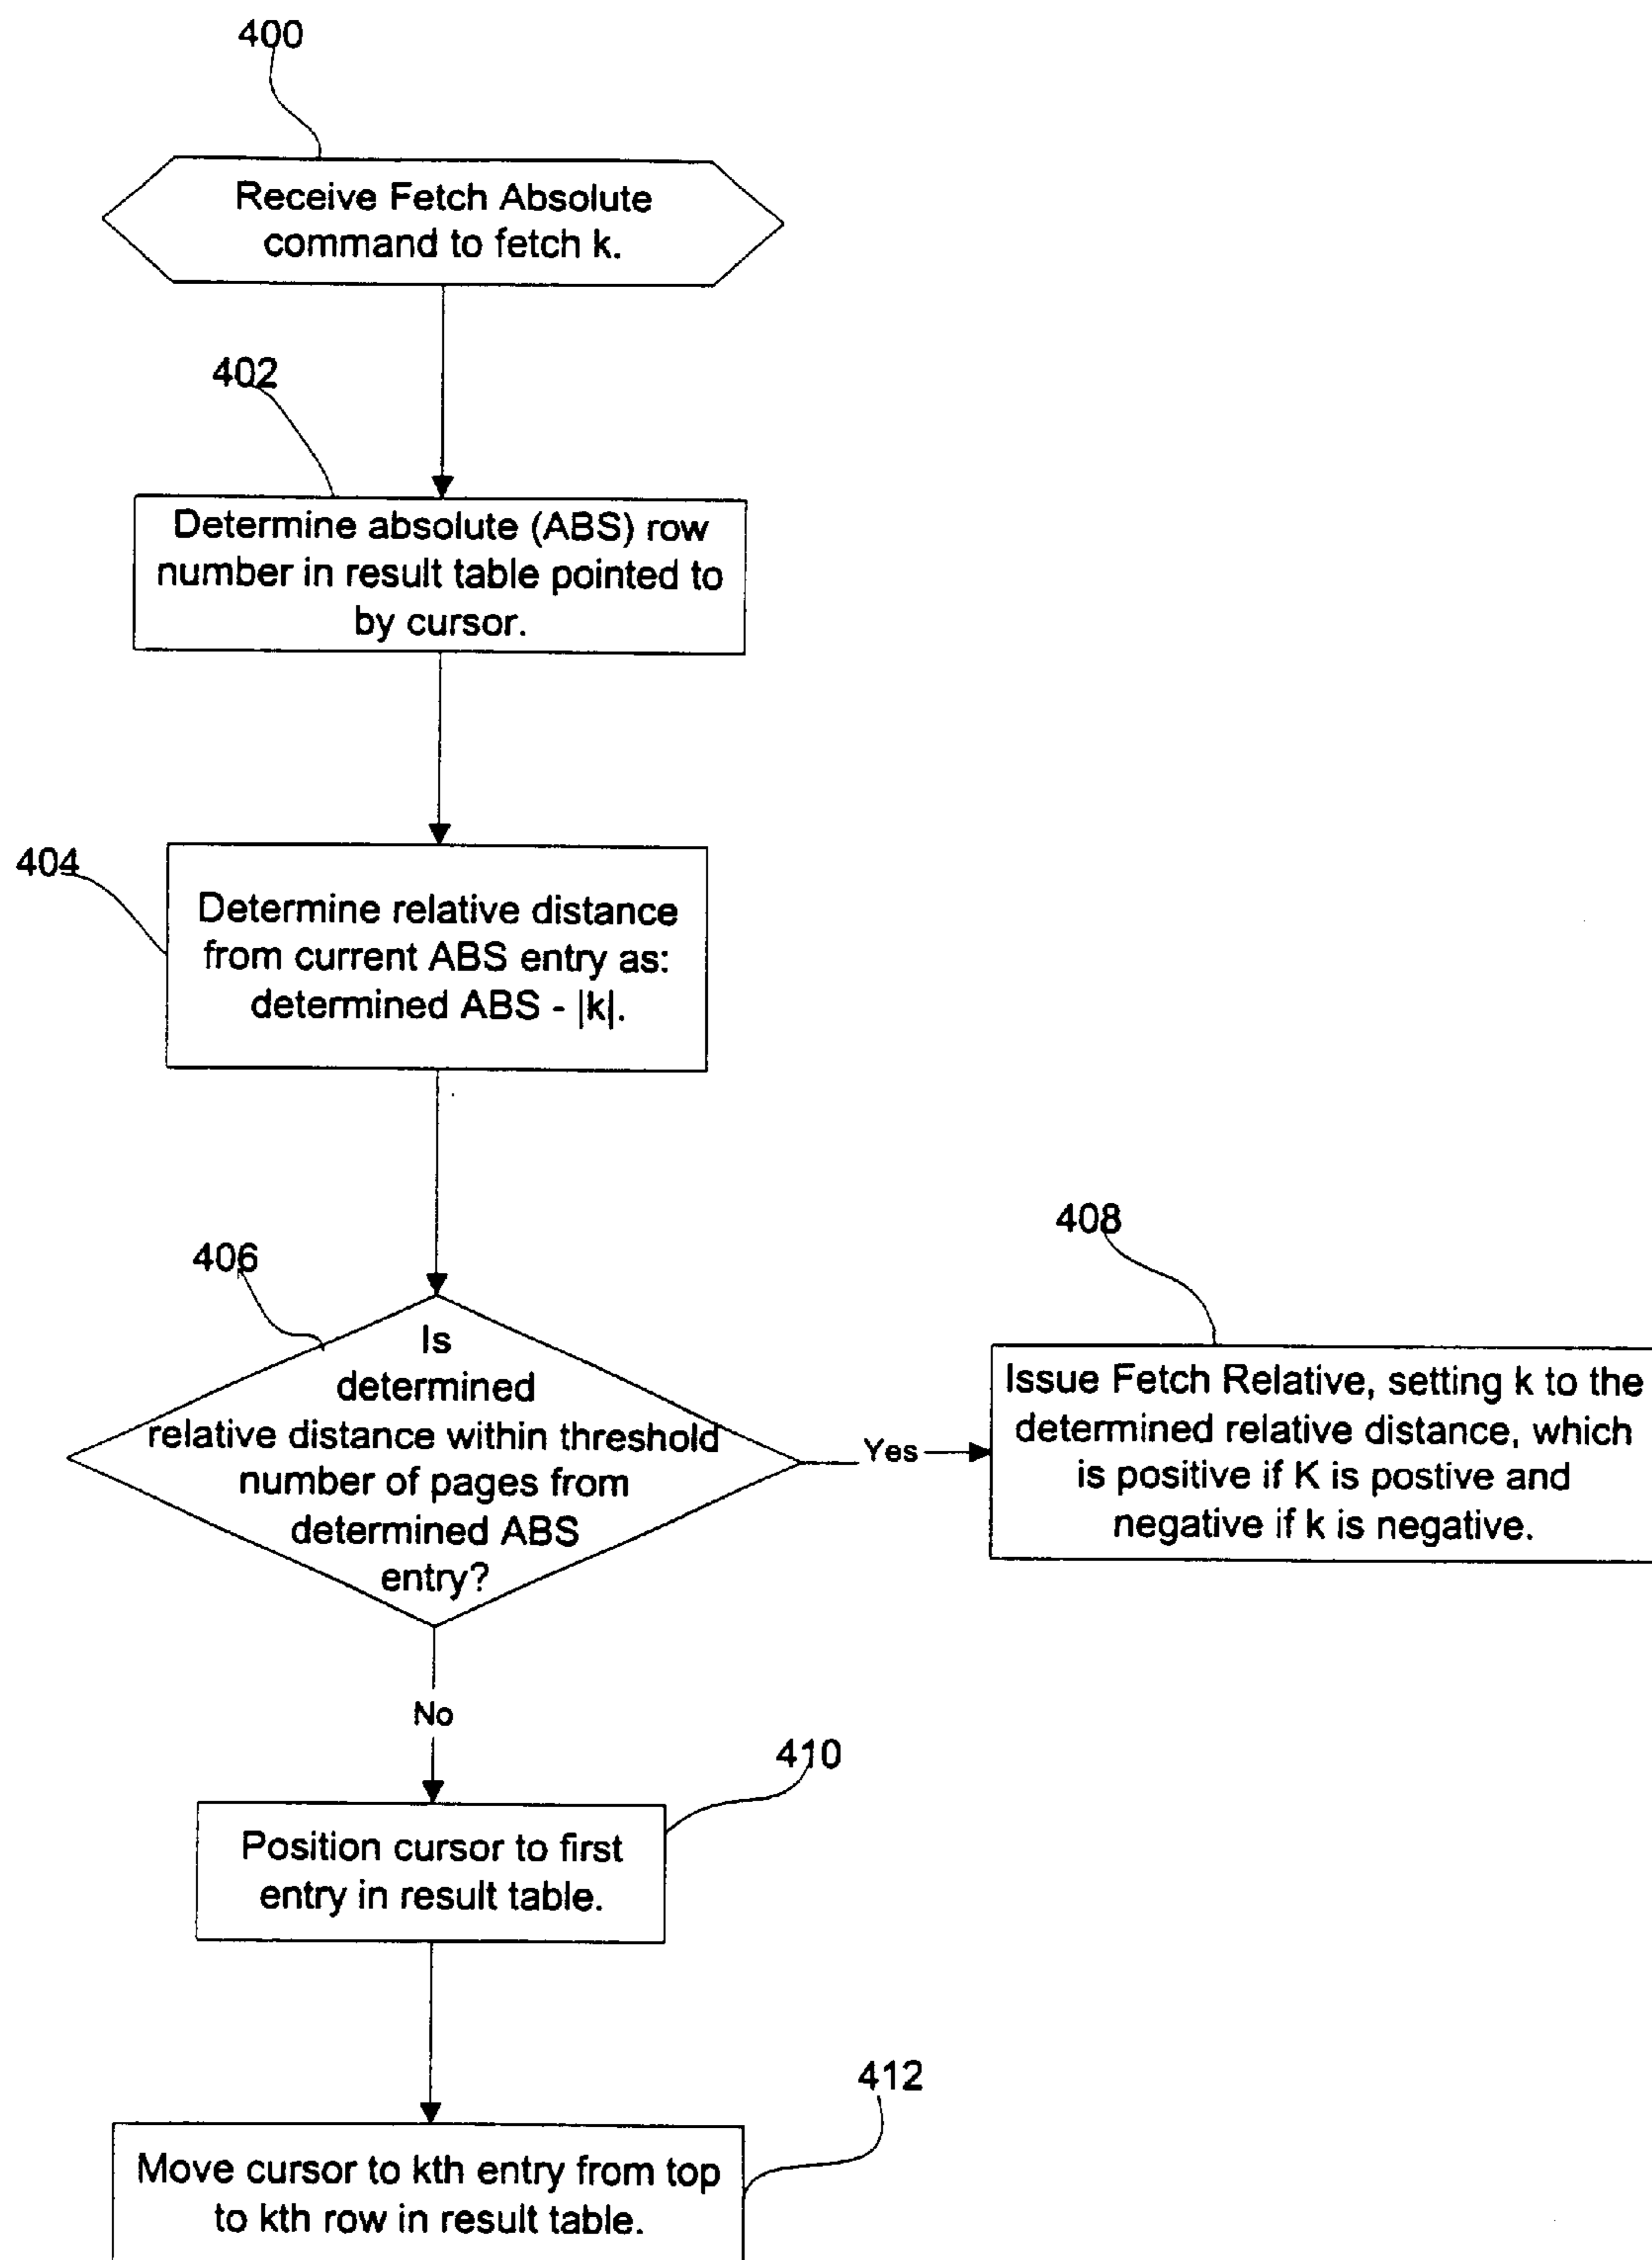 400
Receive Fetch Absolute
command to fetch k.
402
Determine absolute (ABS) row
number in result table pointed to
by cursor.
404
Determine relative distance
from current ABS entry as:
determined ABS - |k|.
406
Is
determined
relative distance within threshold
number of pages from
determined ABS
entry?
Yes
408
Issue Fetch Relative, setting k to the
determined relative distance, which
is positive if K is postive and
negative if k is negative.
No
410
Position cursor to first
entry in result table.
412
Move cursor to kth entry from top
to kth row in result table.